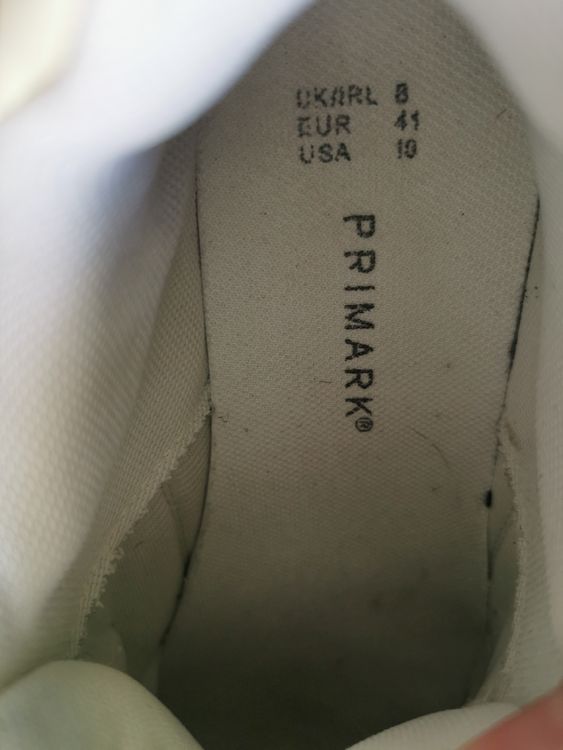 UK/IRL 8
EUR 41
USA 10
PRIMARK®